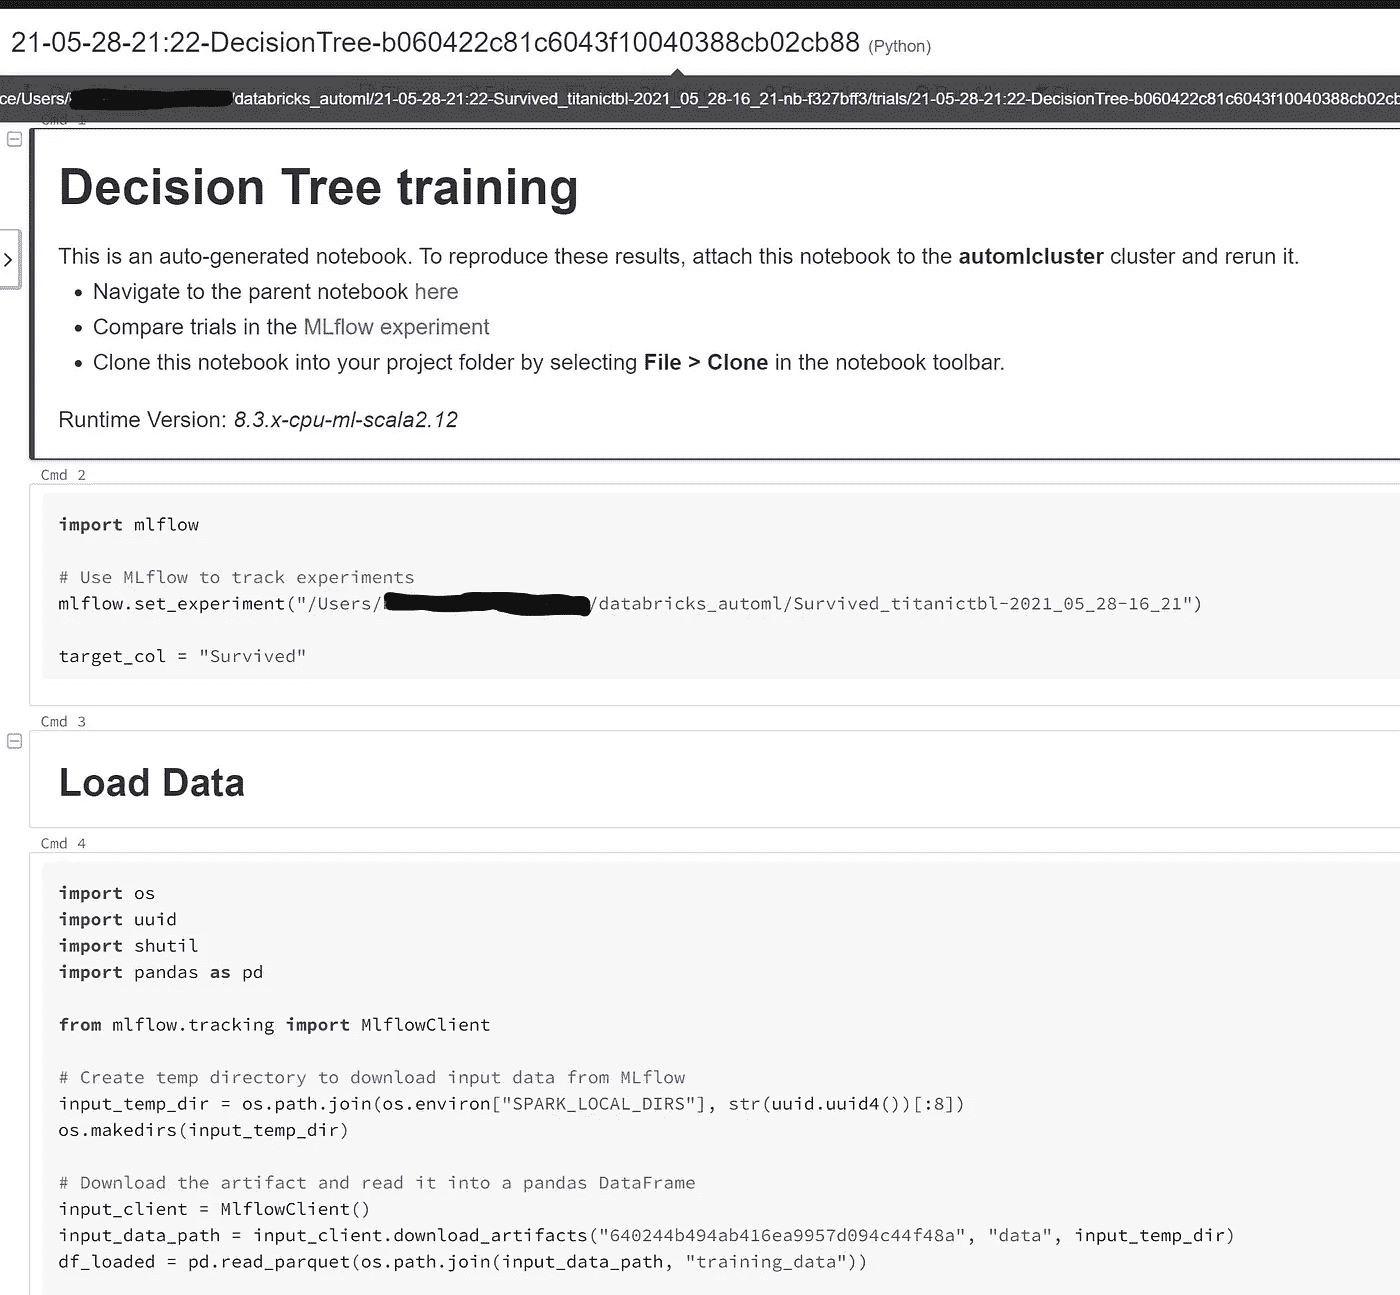 21-05-28-21:22-DecisionTree-b060422c81c6043f10040388cb02cb88 (Python)
ce/Users/ /databricks_automl/21-05-28-21:22-Survived_titanictbl-2021_05_28-16_21-nb-f327bff3/trials/21-05-28-21:22-DecisionTree-b060422c81c6043f10040388cb02cb
Cmd 1
Decision Tree training
This is an auto-generated notebook. To reproduce these results, attach this notebook to the automlcluster cluster and rerun it.
• Navigate to the parent notebook here
• Compare trials in the MLflow experiment
• Clone this notebook into your project folder by selecting File > Clone in the notebook toolbar.
Runtime Version: 8.3.x-cpu-ml-scala2.12
Cmd 2
import mlflow
# Use MLflow to track experiments
mlflow.set_experiment("/Users/ /databricks_automl/Survived_titanictbl-2021_05_28-16_21")
target_col = "Survived"
Cmd 3
Load Data
Cmd 4
import os
import uuid
import shutil
import pandas as pd
from mlflow.tracking import MlflowClient
# Create temp directory to download input data from MLflow
input_temp_dir = os.path.join(os.environ["SPARK_LOCAL_DIRS"], str(uuid.uuid4())[:8])
os.makedirs(input_temp_dir)
# Download the artifact and read it into a pandas DataFrame
input_client = MlflowClient()
input_data_path = input_client.download_artifacts("640244b494ab416ea9957d094c44f48a", "data", input_temp_dir)
df_loaded = pd.read_parquet(os.path.join(input_data_path, "training_data"))